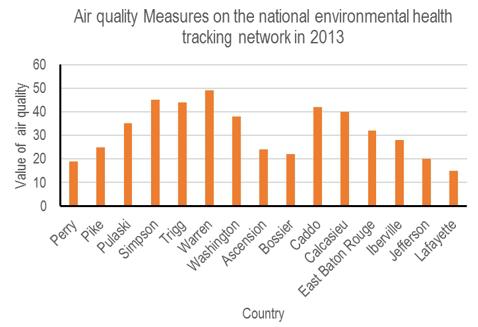 Air quality Measures on the national environmental health
tracking network in 2013
Value of air quality
60
50
40
30
20
10
0
Perry
Pike
Pulaski
Simpson
Trigg
Warren
Washington
Ascension
Bossier
Caddo
Calcasieu
East Baton Rouge
Iberville
Jefferson
Lafayette
Country